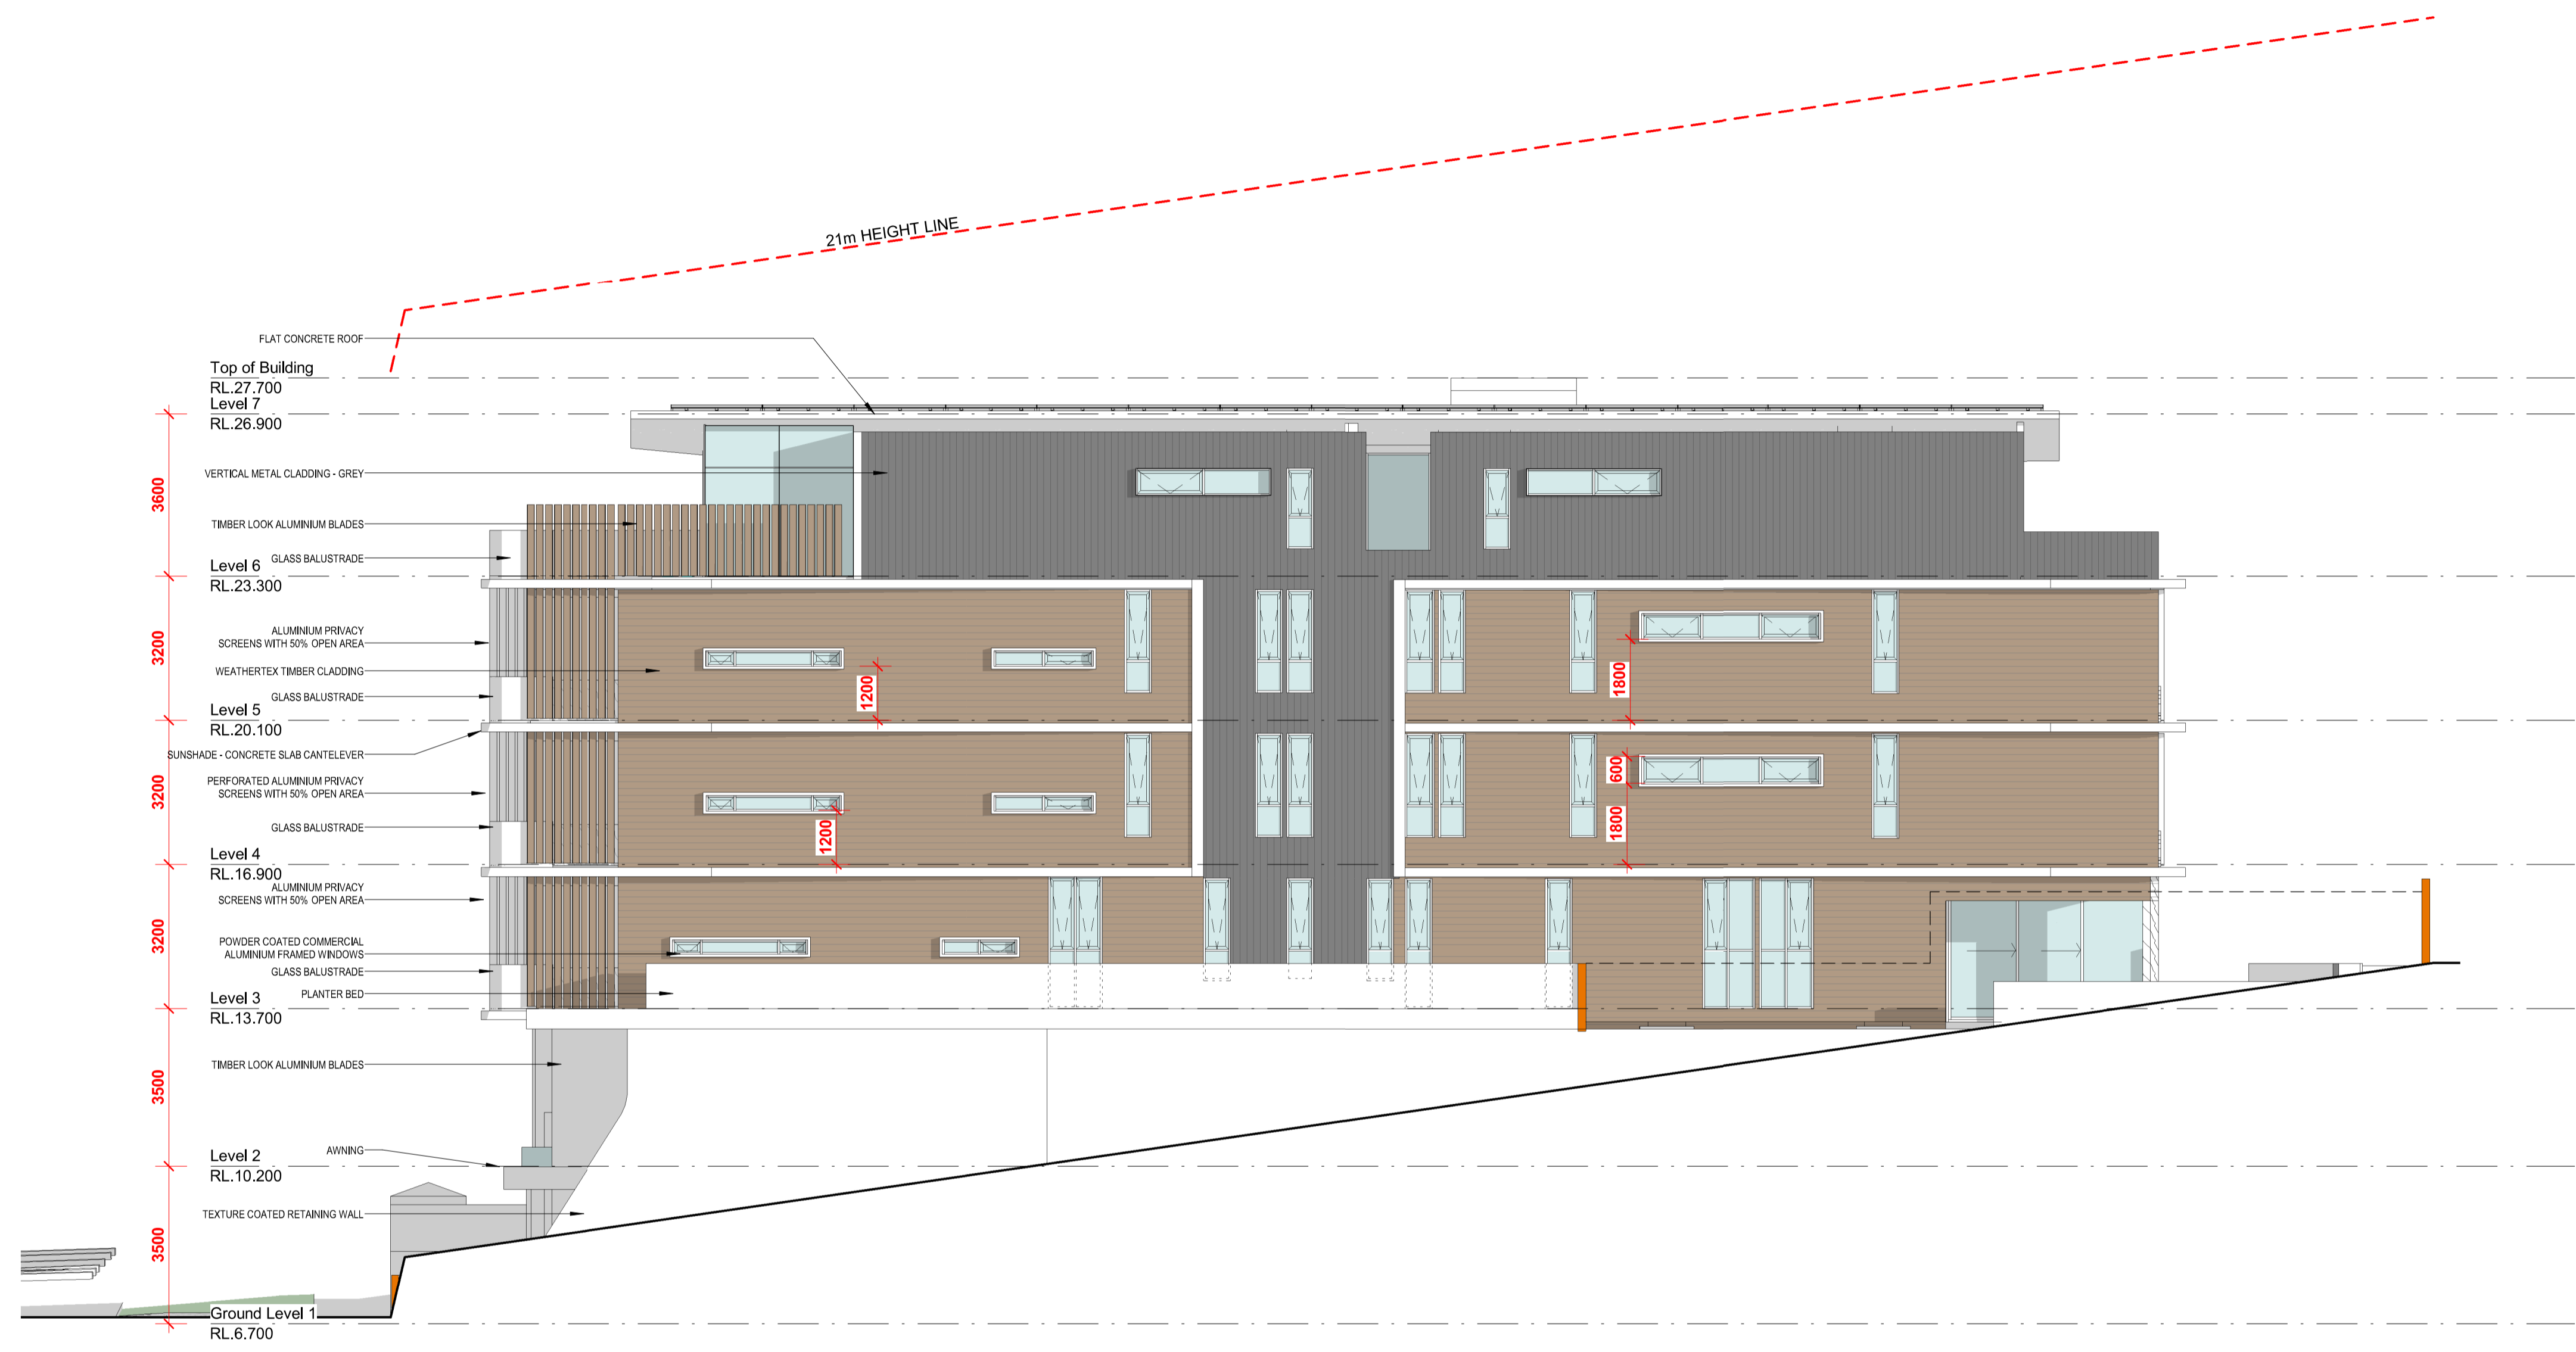 21m HEIGHT LINE
FLAT CONCRETE ROOF
Top of Building
RL.27.700
Level 7
RL.26.900
VERTICAL METAL CLADDING - GREY
3600
TIMBER LOOK ALUMINIUM BLADES
GLASS BALUSTRADE
Level 6
RL.23.300
ALUMINIUM PRIVACY
SCREENS WITH 50% OPEN AREA
3200
WEATHERTEX TIMBER CLADDING
1200
1800
GLASS BALUSTRADE
Level 5
RL.20.100
SUNSHADE - CONCRETE SLAB CANTELEVER
PERFORATED ALUMINIUM PRIVACY
SCREENS WITH 50% OPEN AREA
3200
600
GLASS BALUSTRADE
1200
1800
Level 4
RL.16.900
ALUMINIUM PRIVACY
SCREENS WITH 50% OPEN AREA
3200
POWDER COATED COMMERCIAL
ALUMINIUM FRAMED WINDOWS
GLASS BALUSTRADE
PLANTER BED
Level 3
RL.13.700
TIMBER LOOK ALUMINIUM BLADES
3500
AWNING
Level 2
RL.10.200
TEXTURE COATED RETAINING WALL
3500
Ground Level 1
RL.6.700